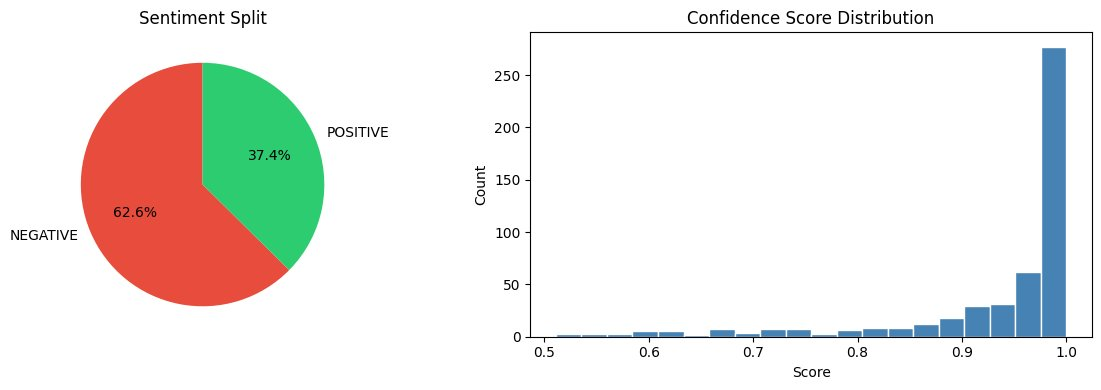 Sentiment Split
POSITIVE
37.4%
62.6%
NEGATIVE
Confidence Score Distribution
Count
250
200
150
100
50
0
0.5 0.6 0.7 0.8 0.9 1.0
Score